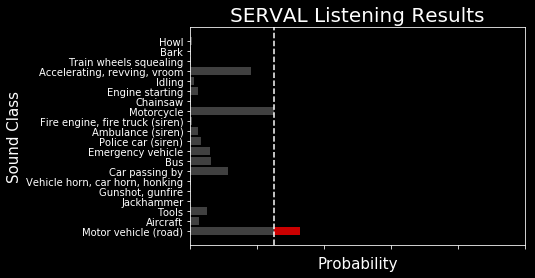 SERVAL Listening Results
Howl
Bark
Train wheels squealing
Accelerating, revving, vroom
Idling
Engine starting
Chainsaw
Motorcycle
Fire engine, fire truck (siren)
Ambulance (siren)
Police car (siren)
Emergency vehicle
Bus
Car passing by
Vehicle horn, car horn, honking
Gunshot, gunfire
Jackhammer
Tools
Aircraft
Motor vehicle (road)
Sound Class
Probability